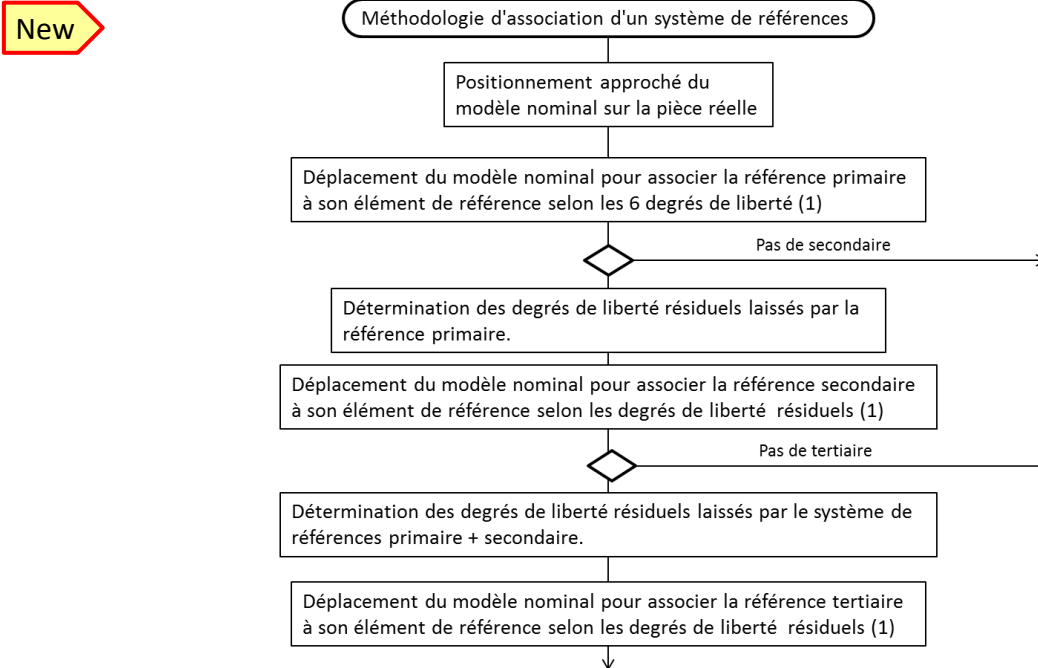 New
Méthodologie d'association d'un système de références
Positionnement approché du
modèle nominal sur la pièce réelle
Déplacement du modèle nominal pour associer la référence primaire
à son élément de référence selon les 6 degrés de liberté (1)
Pas de secondaire
Détermination des degrés de liberté résiduels laissés par la
référence primaire.
Déplacement du modèle nominal pour associer la référence secondaire
à son élément de référence selon les degrés de liberté résiduels (1)
Pas de tertiaire
Détermination des degrés de liberté résiduels laissés par le système de
références primaire + secondaire.
Déplacement du modèle nominal pour associer la référence tertiaire
à son élément de référence selon les degrés de liberté résiduels (1)